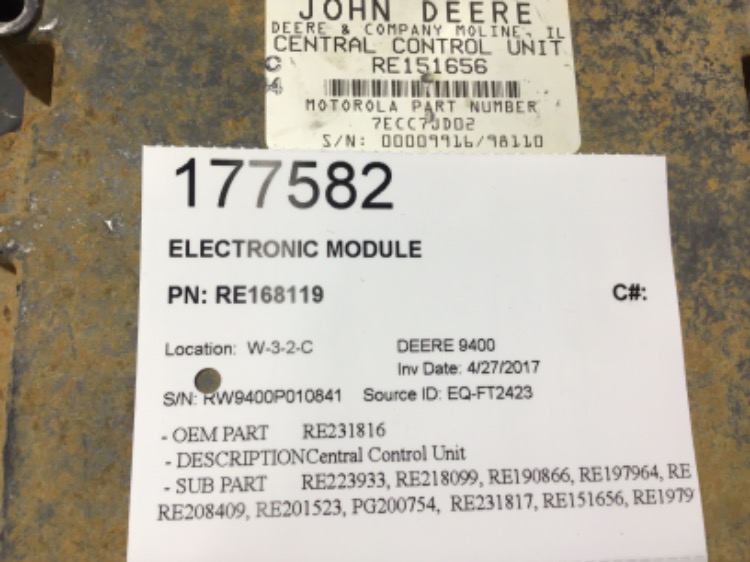 JOHN DEERE
DEERE & COMPANY MOLINE, IL
CENTRAL CONTROL UNIT
C RE151656
4
MOTOROLA PART NUMBER
7ECC7JD02
S/N: 00009916/98110
177582
ELECTRONIC MODULE
PN: RE168119 C#:
Location: W-3-2-C DEERE 9400
Inv Date: 4/27/2017
S/N: RW9400P010841 Source ID: EQ-FT2423
- OEM PART RE231816
- DESCRIPTIONCentral Control Unit
- SUB PART RE223933, RE218099, RE190866, RE197964, RE
RE208409, RE201523, PG200754, RE231817, RE151656, RE1979